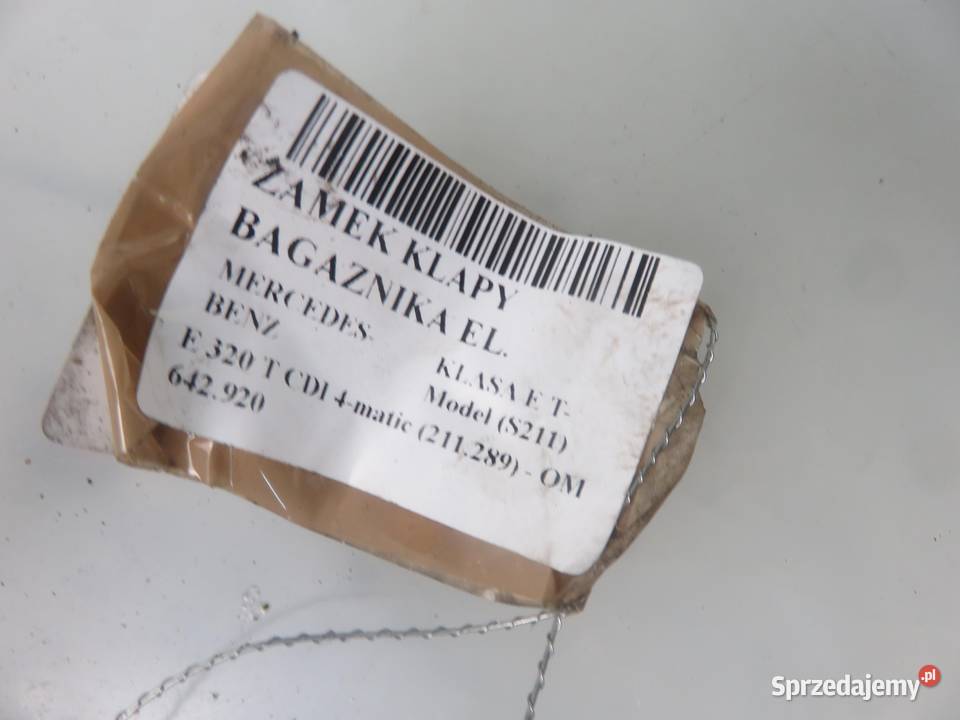 ZAMEK KLAPY
BAGAZNIKA EL.
MERCEDES-
BENZ
KLASA E T-
Model (S211)
E 320 T CDI 4-matic (211.289) - OM
642.920
Sprzedajemy.pl